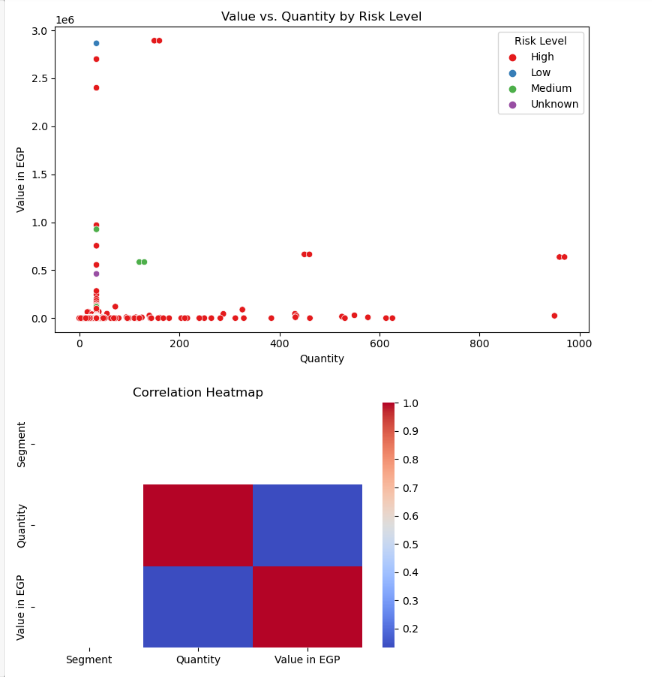 Value vs. Quantity by Risk Level
1e6
3.0
2.5
2.0
1.5
1.0
0.5
0.0
Value in EGP
0 200 400 600 800 1000
Quantity
Risk Level
High
Low
Medium
Unknown
Correlation Heatmap
Segment
Quantity
Value in EGP
Segment Quantity Value in EGP
1.0
0.9
0.8
0.7
0.6
0.5
0.4
0.3
0.2